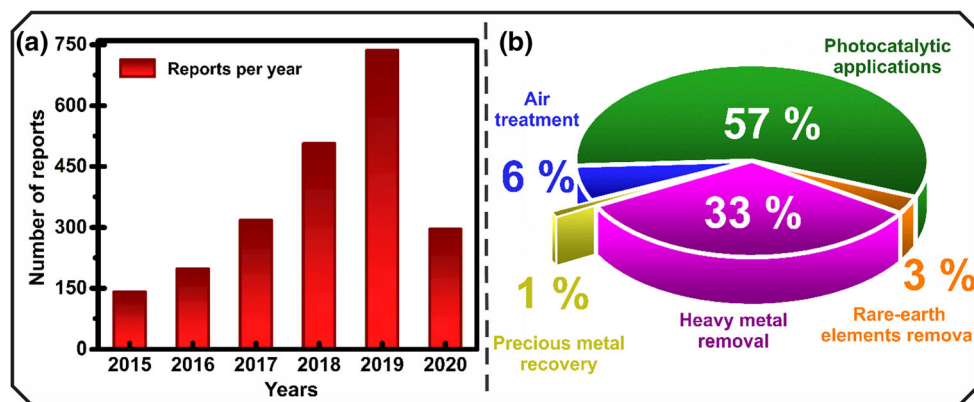 (a)
750
600
450
300
150
0
Number of reports
Reports per year
2015 2016 2017 2018 2019 2020
Years
(b)
Photocatalytic
applications
57 %
Air
treatment
6 %
33 %
1 %
Precious metal
recovery
Heavy metal
removal
3 %
Rare-earth
elements removal